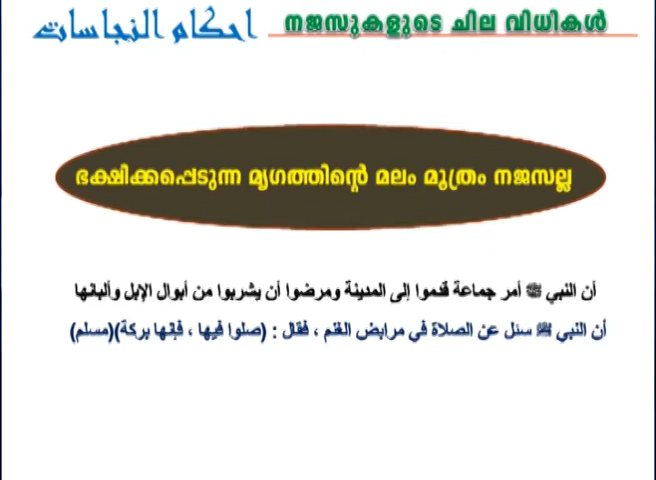 احكام النجاسات നജസുകളുടെ ചില വിധികൾ
ഭക്ഷിക്കപ്പെടുന്ന മൃഗത്തിന്റെ മലം മൂത്രം നജസല്ല
أن النبي ﷺ أمر جماعة قدموا إلى المدينة ومرضوا أن يشربوا من أبوال الإبل وألبانها
أن النبي ﷺ سئل عن الصلاة في مرابض الغنم ، فقال : (صلوا فيها ، فإنها بركة)(مسلم)